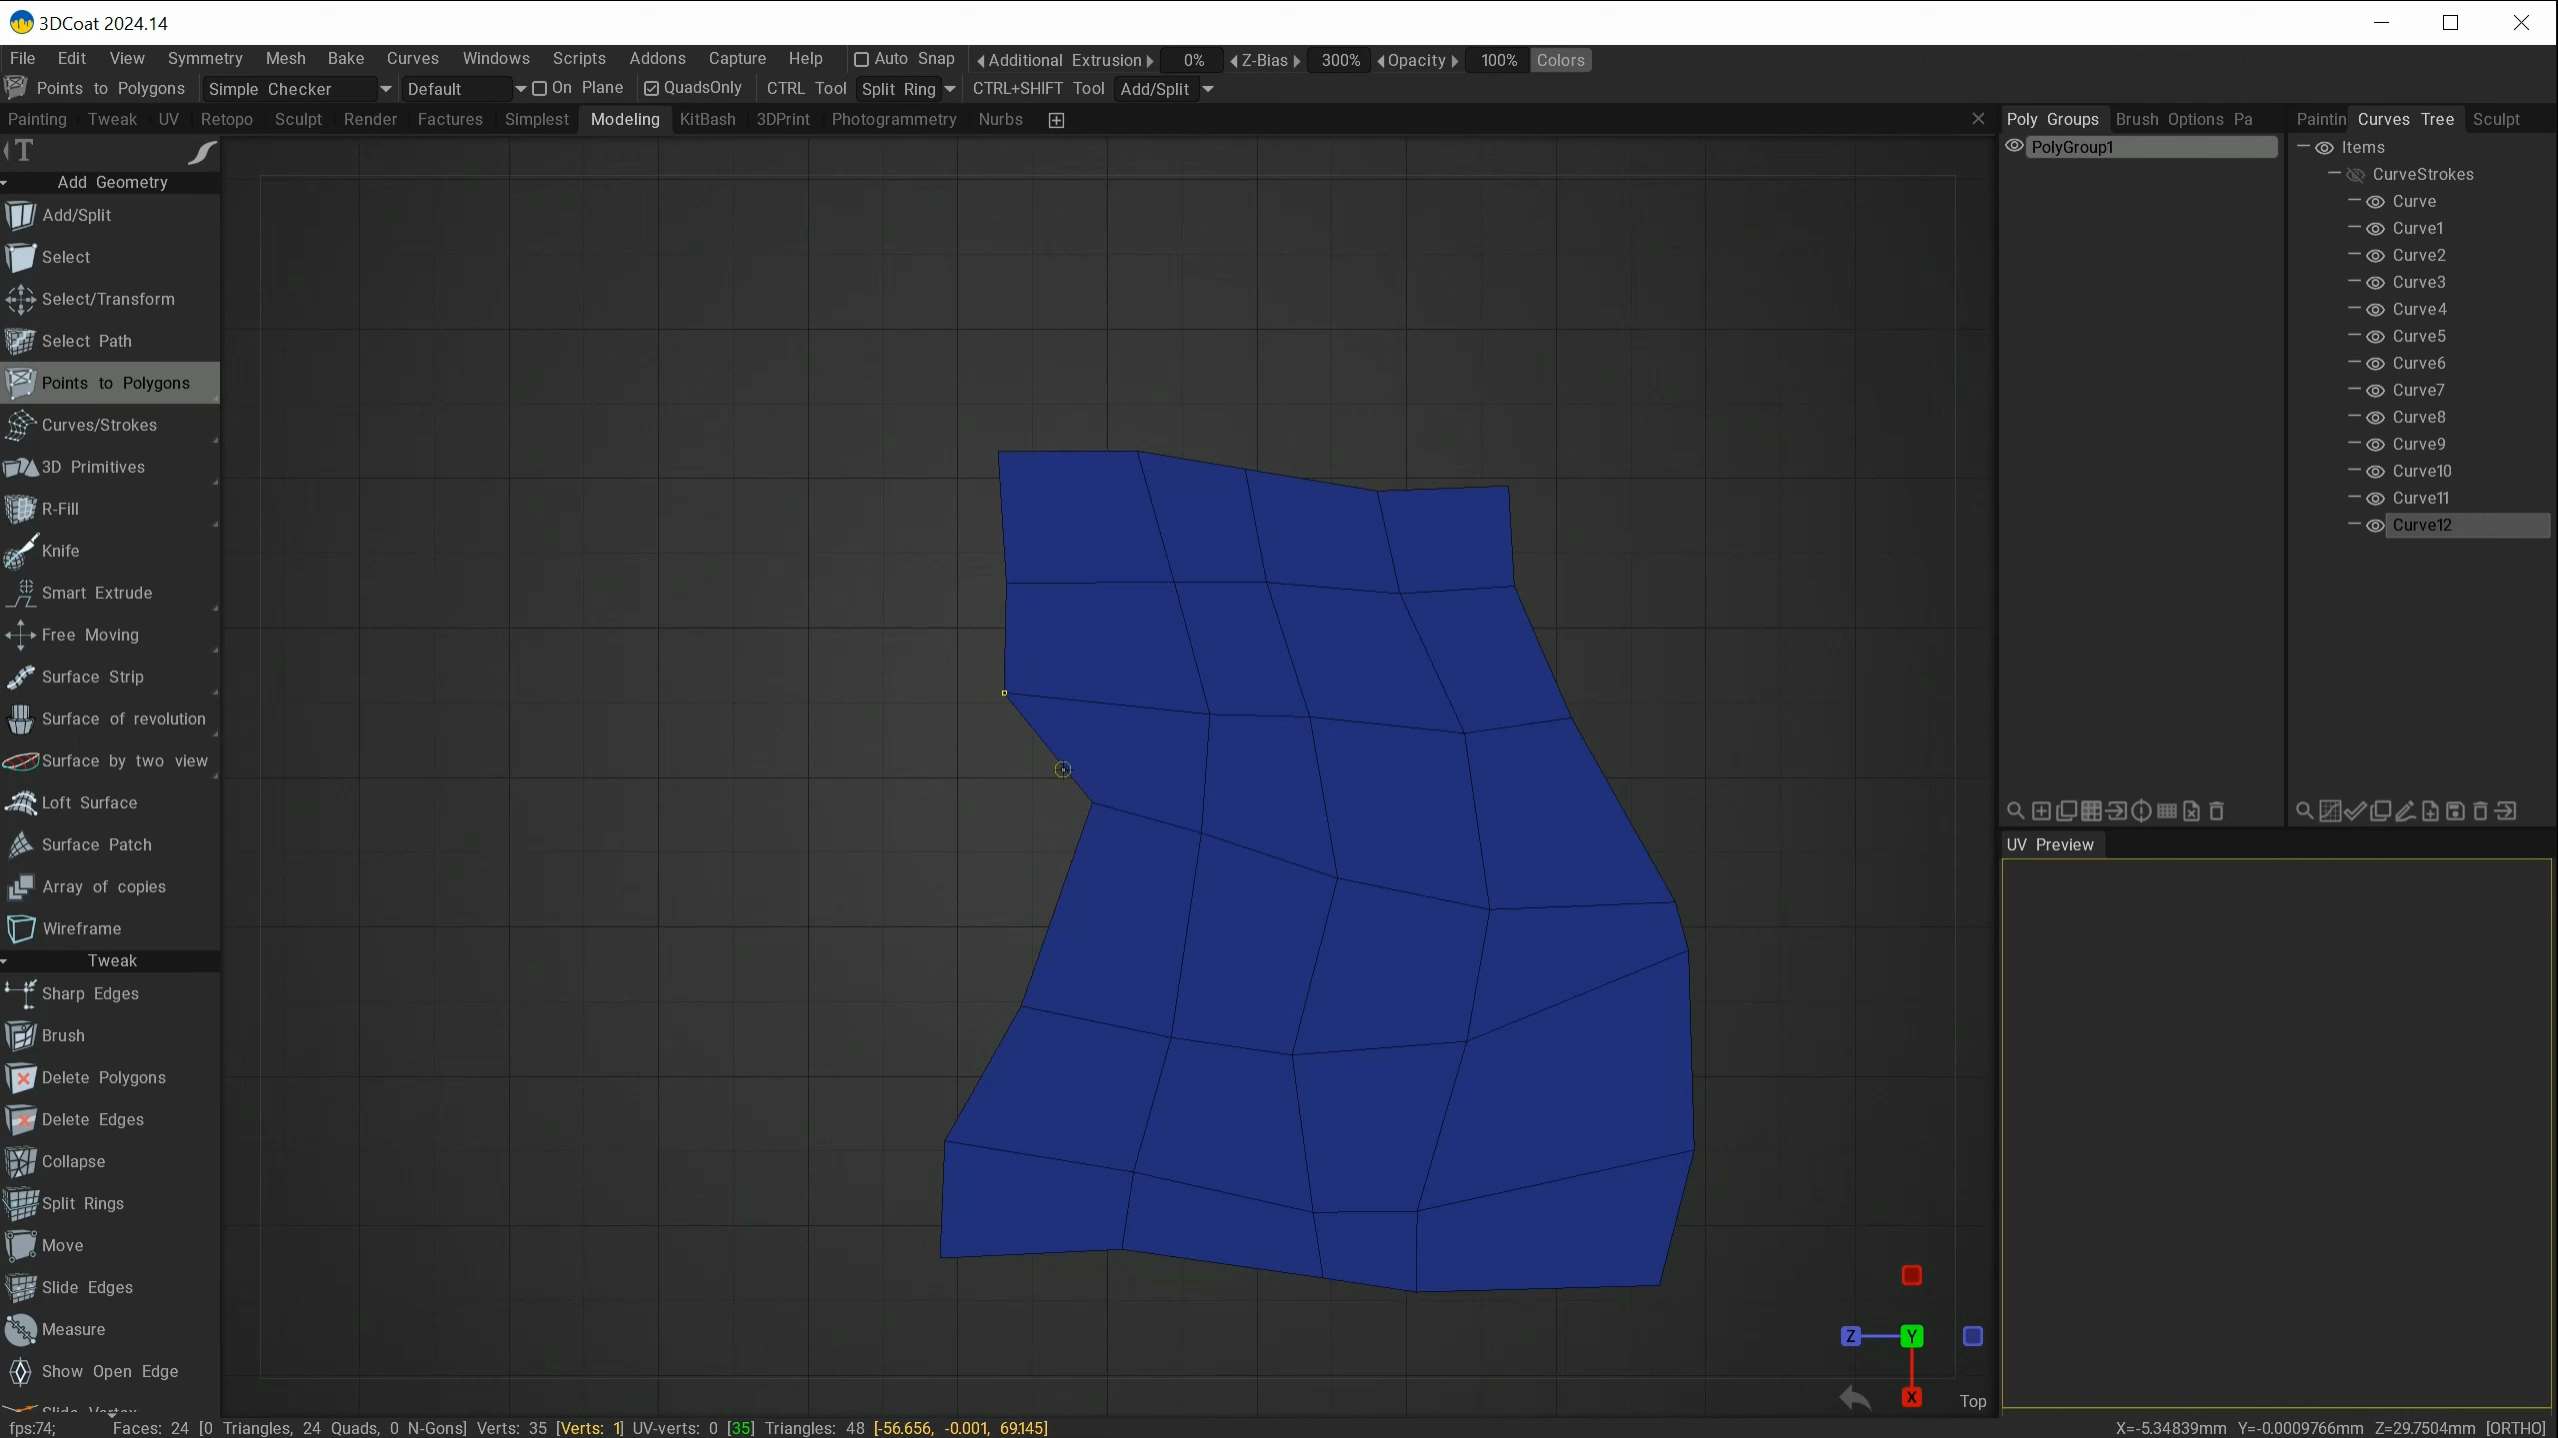 3DCoat 2024.14
File Edit View Symmetry Mesh Bake Curves Windows Scripts Addons Capture Help Auto Snap Additional Extrusion 0% Z-Bias 300% Opacity 100% Colors
Points to Polygons Simple Checker Default On Plane QuadsOnly CTRL Tool Split Ring CTRL+SHIFT Tool Add/Split
Painting Tweak UV Retopo Sculpt Render Factures Simplest Modeling KitBash 3DPrint Photogrammetry Nurbs
Poly Groups Brush Options Pa
Paintin Curves Tree Sculpt
T
Add Geometry
Add/Split
Select
Select/Transform
Select Path
Points to Polygons
Curves/Strokes
3D Primitives
R-Fill
Knife
Smart Extrude
Free Moving
Surface Strip
Surface of revolution
Surface by two view
Loft Surface
Surface Patch
Array of copies
Wireframe
Tweak
Sharp Edges
Brush
Delete Polygons
Delete Edges
Collapse
Split Rings
Move
Slide Edges
Measure
Show Open Edge
Slide Vertex
PolyGroup1
Items
CurveStrokes
Curve
Curve1
Curve2
Curve3
Curve4
Curve5
Curve6
Curve7
Curve8
Curve9
Curve10
Curve11
Curve12
UV Preview
Z Y
X
Top
fps:74; Faces: 24 [0 Triangles, 24 Quads, 0 N-Gons] Verts: 35 [Verts: 1] UV-verts: 0 [35] Triangles: 48 [-56.656, -0.001, 69.145]
X=-5.34839mm Y=-0.0009766mm Z=29.7504mm [ORTHO]